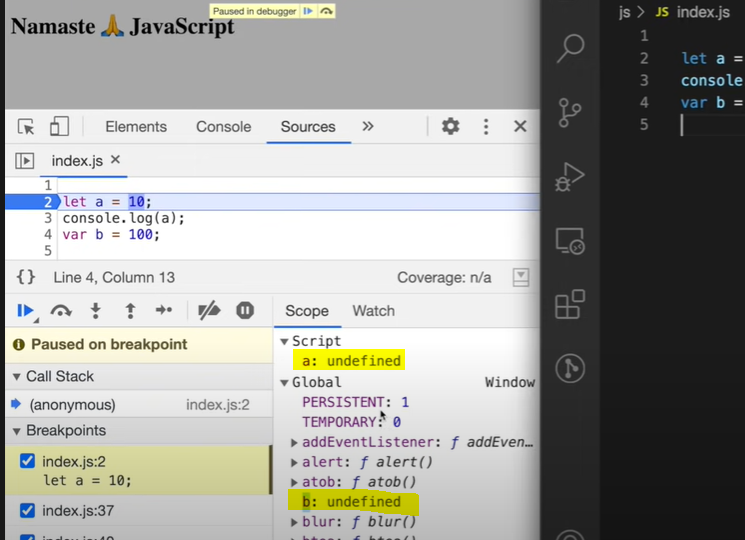 Paused in debugger
Namaste 🙏 JavaScript
Elements Console Sources »
index.js ×
1
2 let a = 10;
3 console.log(a);
4 var b = 100;
5
{} Line 4, Column 13 Coverage: n/a
Scope Watch
Paused on breakpoint
Call Stack
(anonymous) index.js:2
Breakpoints
index.js:2
let a = 10;
index.js:37
Script
a: undefined
Global Window
PERSISTENT: 1
TEMPORARY: 0
addEventListener: ƒ addEven…
alert: ƒ alert()
atob: ƒ atob()
b: undefined
blur: ƒ blur()
js > JS index.js
1
2 let a =
3 console
4 var b =
5